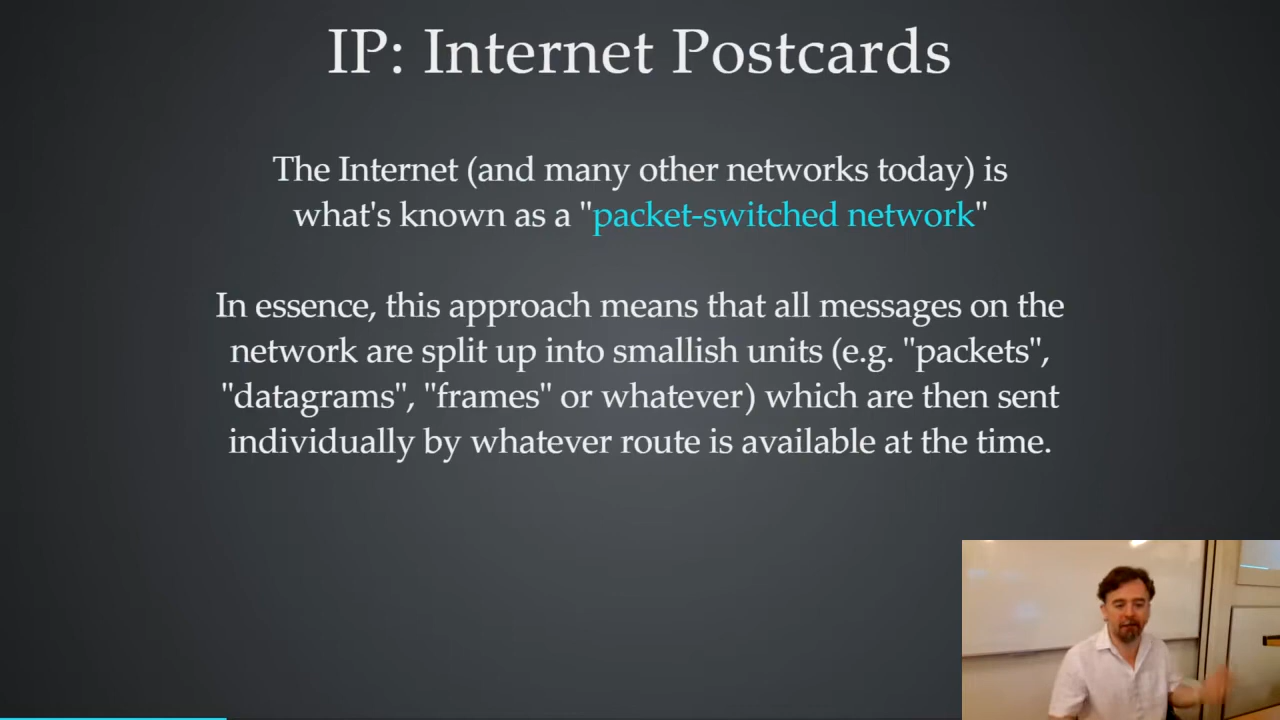 IP: Internet Postcards
The Internet (and many other networks today) is
what's known as a "packet-switched network"
In essence, this approach means that all messages on the
network are split up into smallish units (e.g. "packets",
"datagrams", "frames" or whatever) which are then sent
individually by whatever route is available at the time.